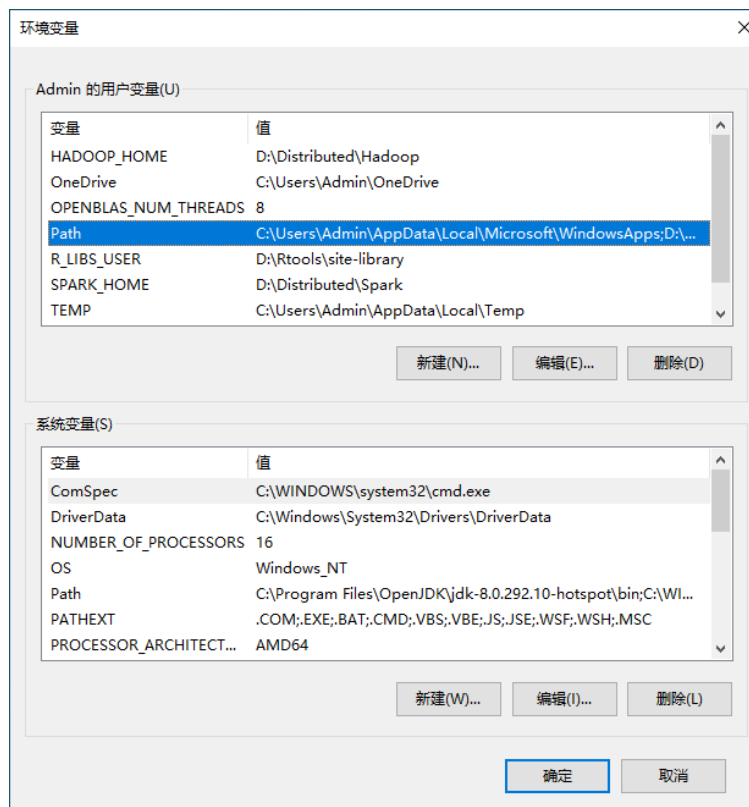 环境变量
Admin 的用户变量(U)
变量 值
HADOOP_HOME D:\Distributed\Hadoop
OneDrive C:\Users\Admin\OneDrive
OPENBLAS_NUM_THREADS 8
Path C:\Users\Admin\AppData\Local\Microsoft\WindowsApps;D:\...
R_LIBS_USER D:\Rtools\site-library
SPARK_HOME D:\Distributed\Spark
TEMP C:\Users\Admin\AppData\Local\Temp
新建(N)... 编辑(E)... 删除(D)
系统变量(S)
变量 值
ComSpec C:\WINDOWS\system32\cmd.exe
DriverData C:\Windows\System32\Drivers\DriverData
NUMBER_OF_PROCESSORS 16
OS Windows_NT
Path C:\Program Files\OpenJDK\jdk-8.0.292.10-hotspot\bin;C:\WI...
PATHEXT .COM;.EXE;.BAT;.CMD;.VBS;.VBE;.JS;.JSE;.WSF;.WSH;.MSC
PROCESSOR_ARCHITECT... AMD64
新建(W)... 编辑(I)... 删除(L)
确定 取消